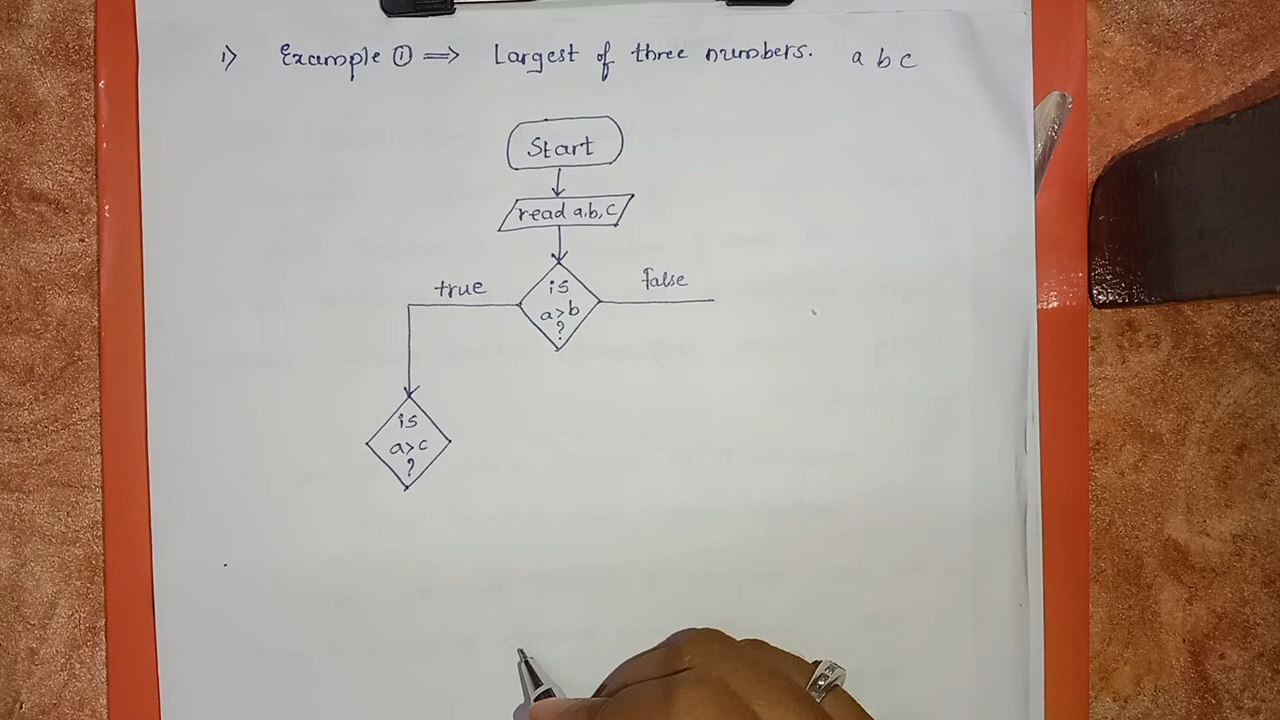 1) Example ① ⟹ Largest of three numbers. a b c
Start
read a,b,c
true
is
a>b
?
false
is
a>c
?